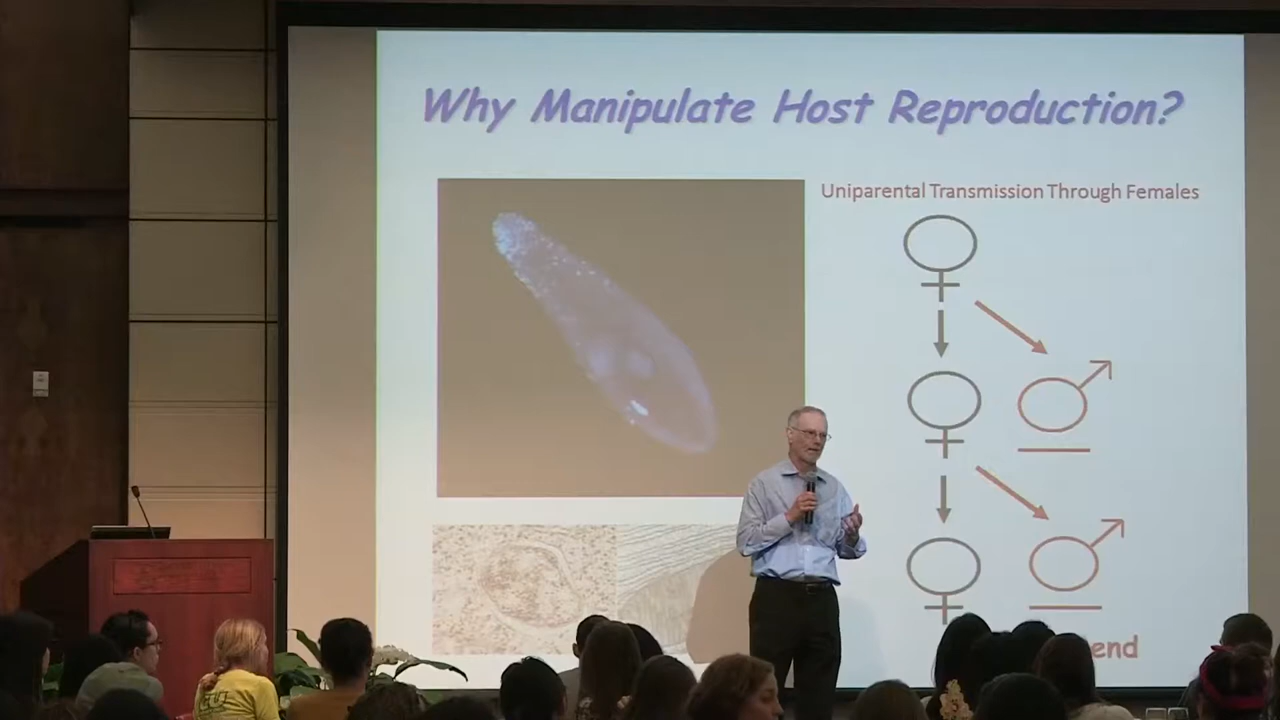 Why Manipulate Host Reproduction?
Uniparental Transmission Through Females
end